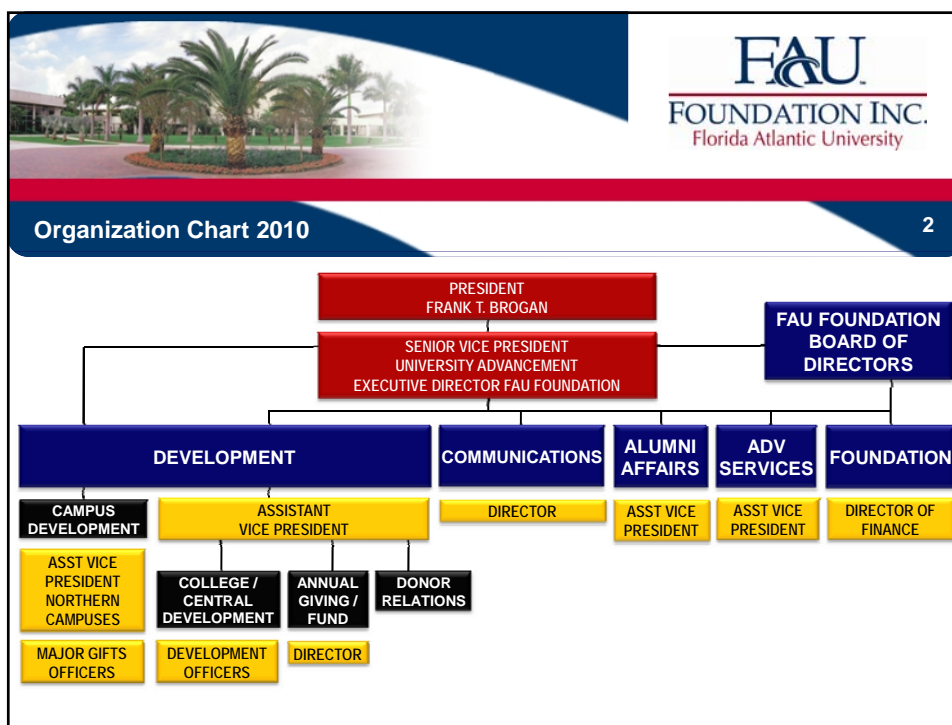 FAU
FOUNDATION INC.
Florida Atlantic University
Organization Chart 2010
2
PRESIDENT
FRANK T. BROGAN
SENIOR VICE PRESIDENT
UNIVERSITY ADVANCEMENT
EXECUTIVE DIRECTOR FAU FOUNDATION
FAU FOUNDATION
BOARD OF
DIRECTORS
DEVELOPMENT
COMMUNICATIONS
ALUMNI
AFFAIRS
ADV
SERVICES
FOUNDATION
CAMPUS
DEVELOPMENT
ASSISTANT
VICE PRESIDENT
DIRECTOR
ASST VICE
PRESIDENT
ASST VICE
PRESIDENT
DIRECTOR OF
FINANCE
ASST VICE
PRESIDENT
NORTHERN
CAMPUSES
COLLEGE /
CENTRAL
DEVELOPMENT
ANNUAL
GIVING /
FUND
DONOR
RELATIONS
MAJOR GIFTS
OFFICERS
DEVELOPMENT
OFFICERS
DIRECTOR